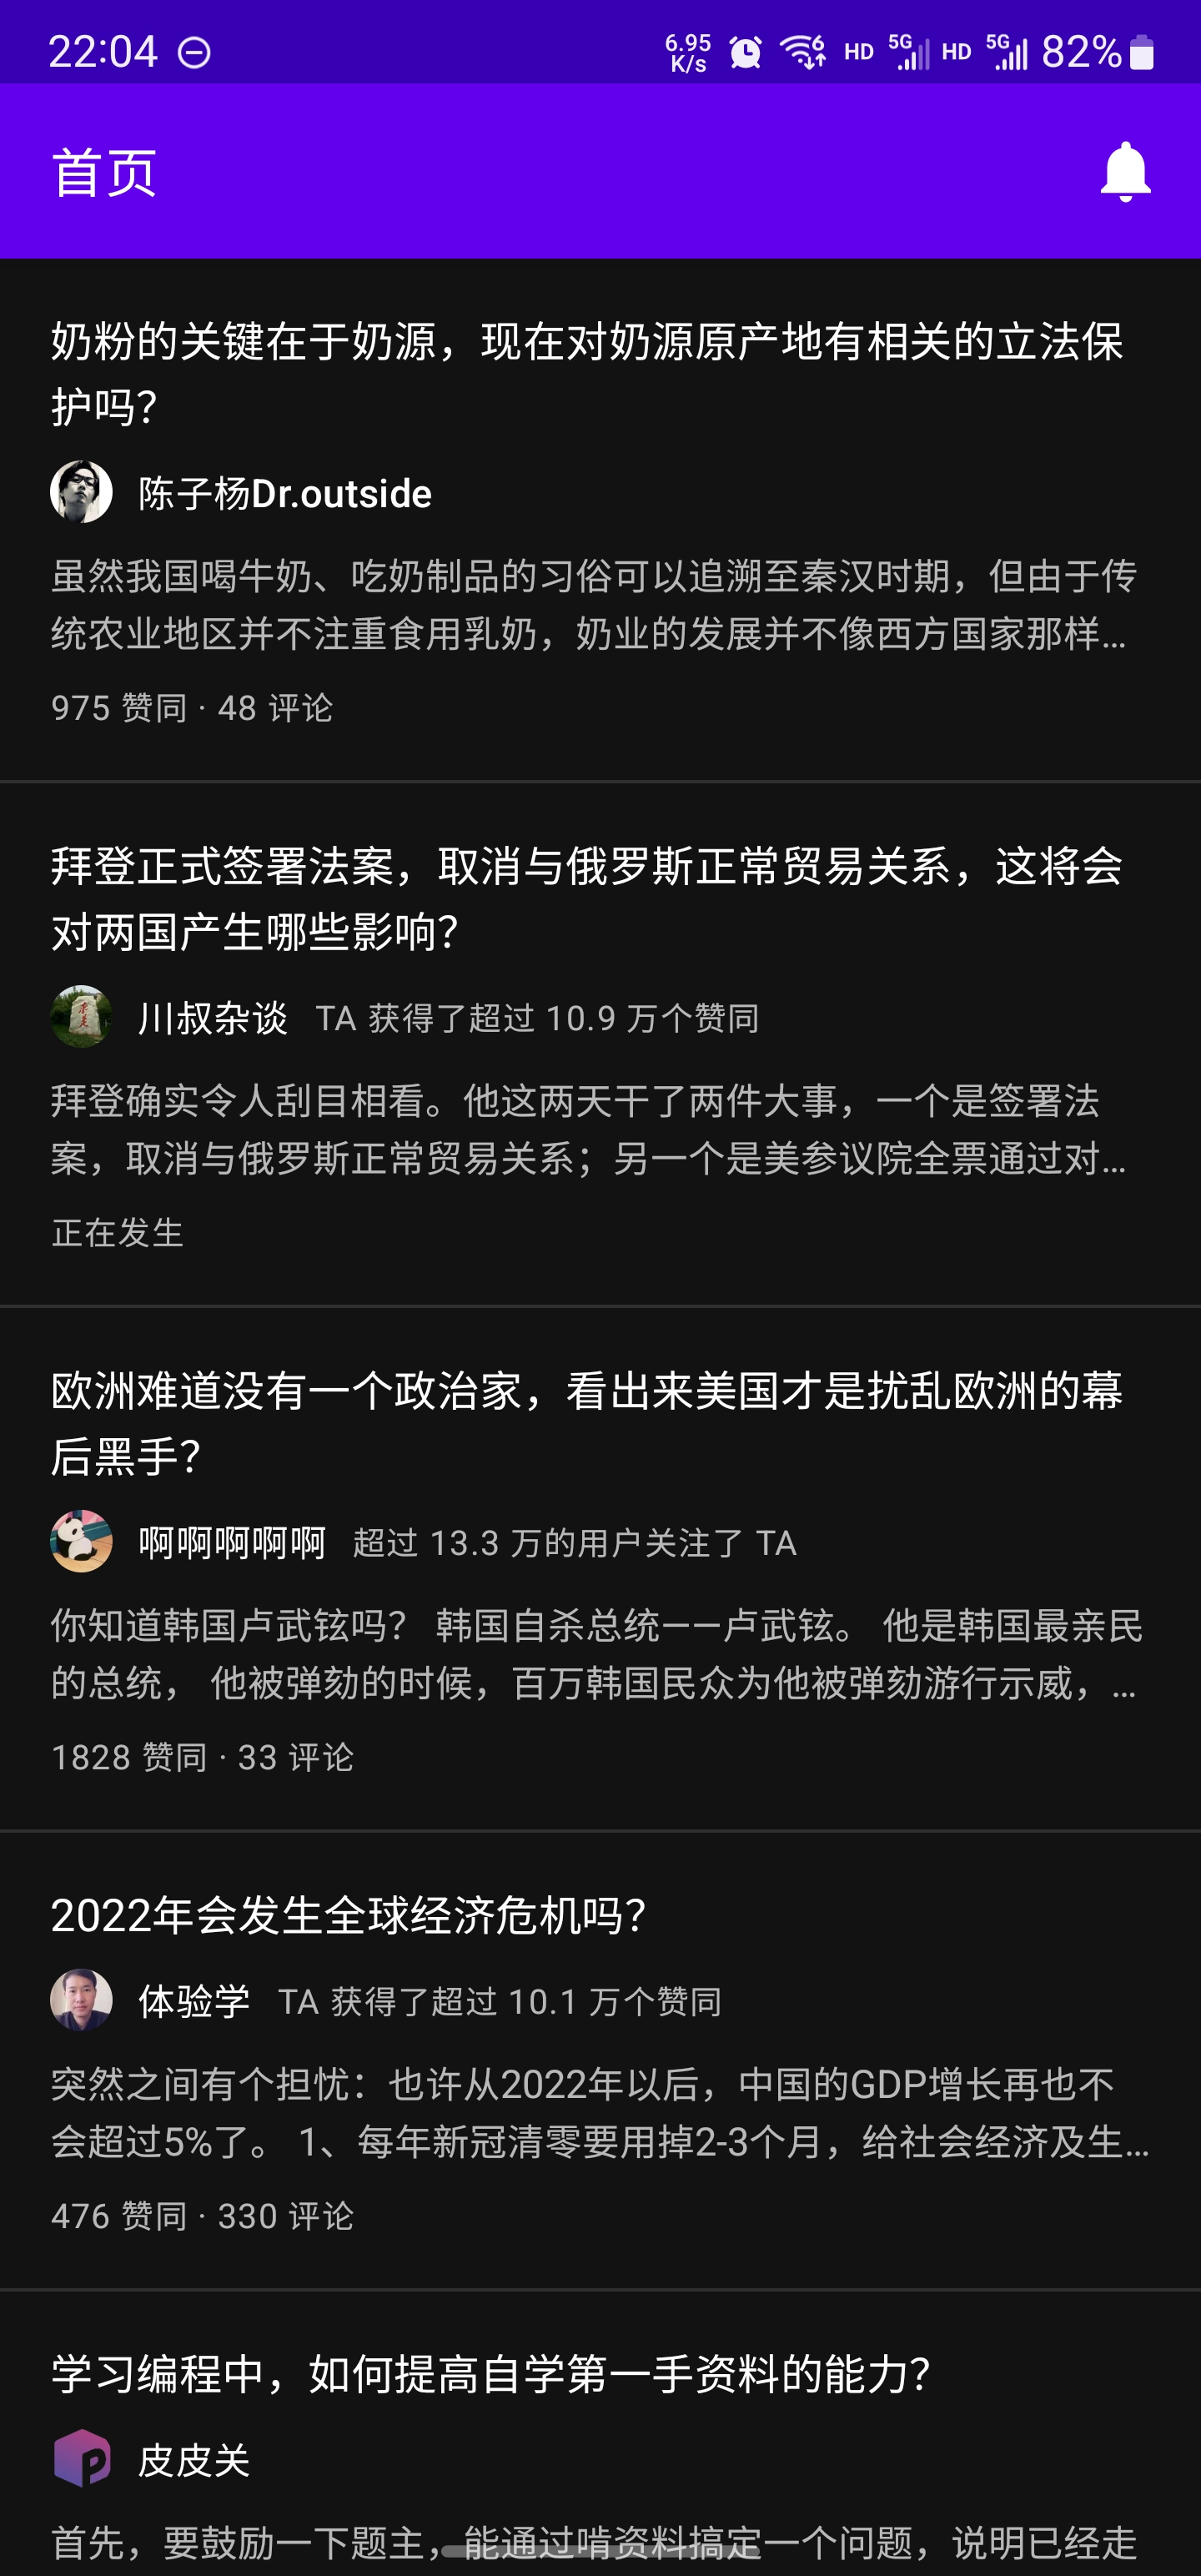 22:04
6.95 K/s
6
HD 5G HD 5G 82%
首页
奶粉的关键在于奶源，现在对奶源原产地有相关的立法保
护吗？
陈子杨Dr.outside
虽然我国喝牛奶、吃奶制品的习俗可以追溯至秦汉时期，但由于传
统农业地区并不注重食用乳奶，奶业的发展并不像西方国家那样…
975 赞同 · 48 评论
拜登正式签署法案，取消与俄罗斯正常贸易关系，这将会
对两国产生哪些影响？
川叔杂谈 TA 获得了超过 10.9 万个赞同
拜登确实令人刮目相看。他这两天干了两件大事，一个是签署法
案，取消与俄罗斯正常贸易关系；另一个是美参议院全票通过对…
正在发生
欧洲难道没有一个政治家，看出来美国才是扰乱欧洲的幕
后黑手？
啊啊啊啊啊 超过 13.3 万的用户关注了 TA
你知道韩国卢武铉吗？ 韩国自杀总统——卢武铉。 他是韩国最亲民
的总统， 他被弹劾的时候，百万韩国民众为他被弹劾游行示威，…
1828 赞同 · 33 评论
2022年会发生全球经济危机吗？
体验学 TA 获得了超过 10.1 万个赞同
突然之间有个担忧：也许从2022年以后，中国的GDP增长再也不
会超过5%了。 1、每年新冠清零要用掉2-3个月，给社会经济及生…
476 赞同 · 330 评论
学习编程中，如何提高自学第一手资料的能力？
皮皮关
首先，要鼓励一下题主，能通过啃资料搞定一个问题，说明已经走